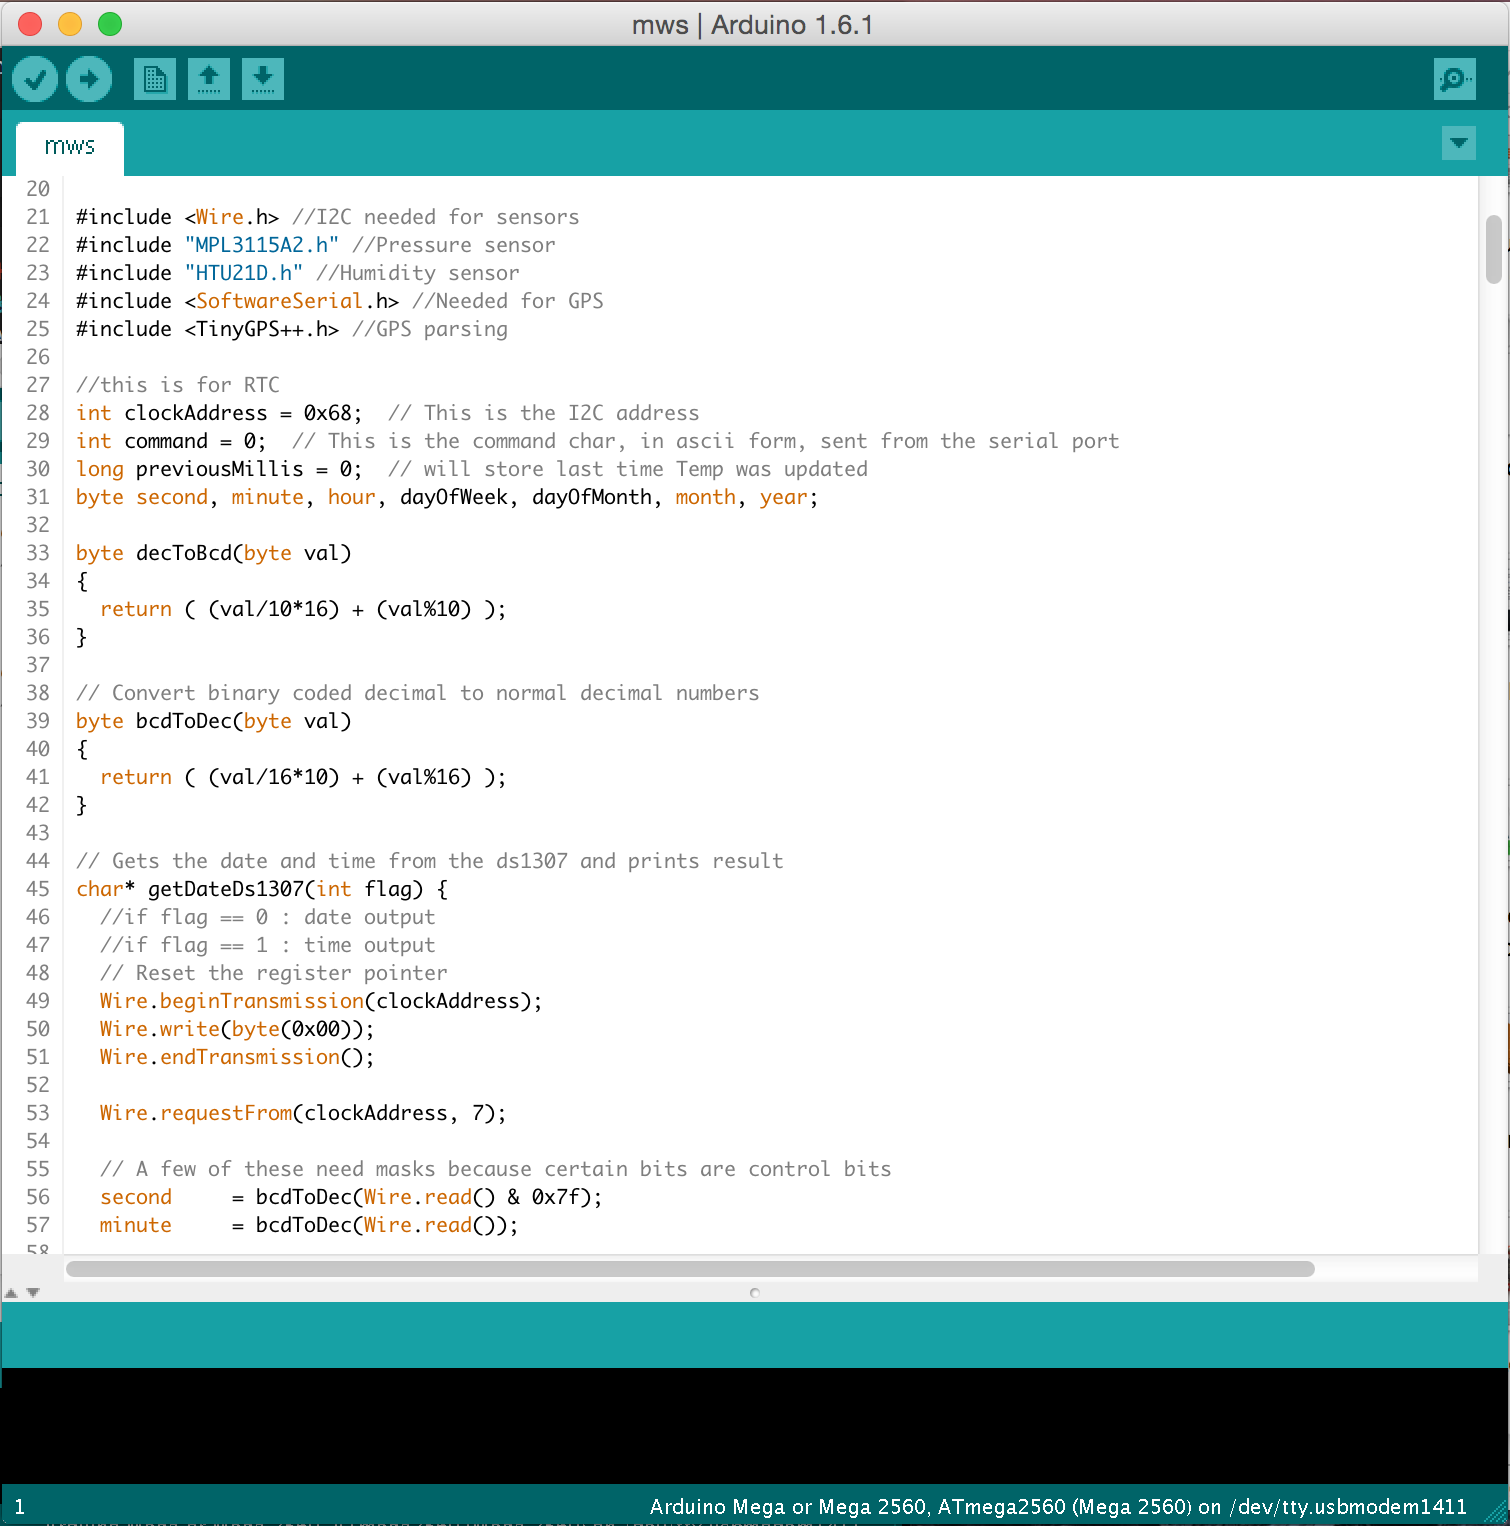 mws | Arduino 1.6.1
mws
20
21 #include <Wire.h> //I2C needed for sensors
22 #include "MPL3115A2.h" //Pressure sensor
23 #include "HTU21D.h" //Humidity sensor
24 #include <SoftwareSerial.h> //Needed for GPS
25 #include <TinyGPS++.h> //GPS parsing
26
27 //this is for RTC
28 int clockAddress = 0x68;  // This is the I2C address
29 int command = 0;  // This is the command char, in ascii form, sent from the serial port
30 long previousMillis = 0;  // will store last time Temp was updated
31 byte second, minute, hour, dayOfWeek, dayOfMonth, month, year;
32
33 byte decToBcd(byte val)
34 {
35   return ( (val/10*16) + (val%10) );
36 }
37
38 // Convert binary coded decimal to normal decimal numbers
39 byte bcdToDec(byte val)
40 {
41   return ( (val/16*10) + (val%16) );
42 }
43
44 // Gets the date and time from the ds1307 and prints result
45 char* getDateDs1307(int flag) {
46   //if flag == 0 : date output
47   //if flag == 1 : time output
48   // Reset the register pointer
49   Wire.beginTransmission(clockAddress);
50   Wire.write(byte(0x00));
51   Wire.endTransmission();
52
53   Wire.requestFrom(clockAddress, 7);
54
55   // A few of these need masks because certain bits are control bits
56   second     = bcdToDec(Wire.read() & 0x7f);
57   minute     = bcdToDec(Wire.read());
58
1 Arduino Mega or Mega 2560, ATmega2560 (Mega 2560) on /dev/tty.usbmodem1411